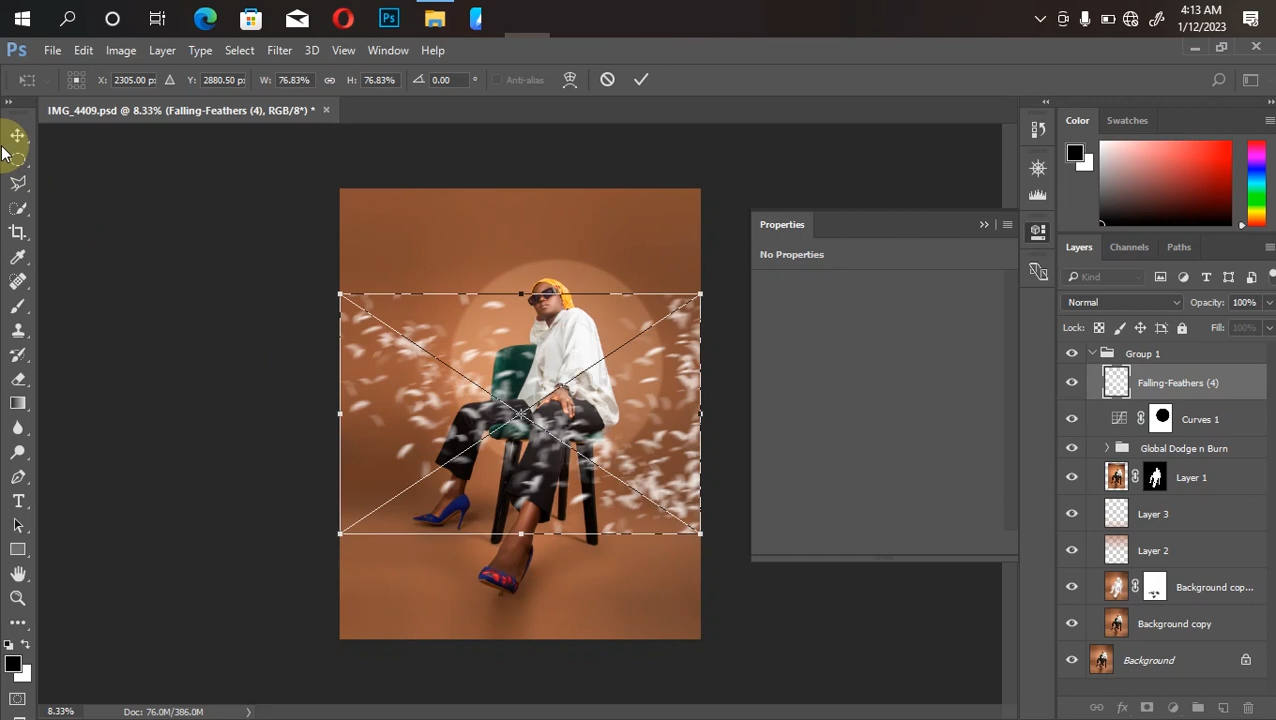 4:13 AM
1/12/2023
Ps
Ps File Edit Image Layer Type Select Filter 3D View Window Help
X: 2305.00 px Y: 2880.50 px W: 76.83% H: 76.83% 0.00 ° Anti-alias
IMG_4409.psd @ 8.33% (Falling-Feathers (4), RGB/8*) * ×
Color Swatches
Properties
No Properties
Layers Channels Paths
Kind
Normal Opacity: 100%
Lock: Fill: 100%
Group 1
Falling-Feathers (4)
Curves 1
Global Dodge n Burn
Layer 1
Layer 3
Layer 2
Background cop...
Background copy
Background
T
fx
8.33% Doc: 76.0M/386.0M